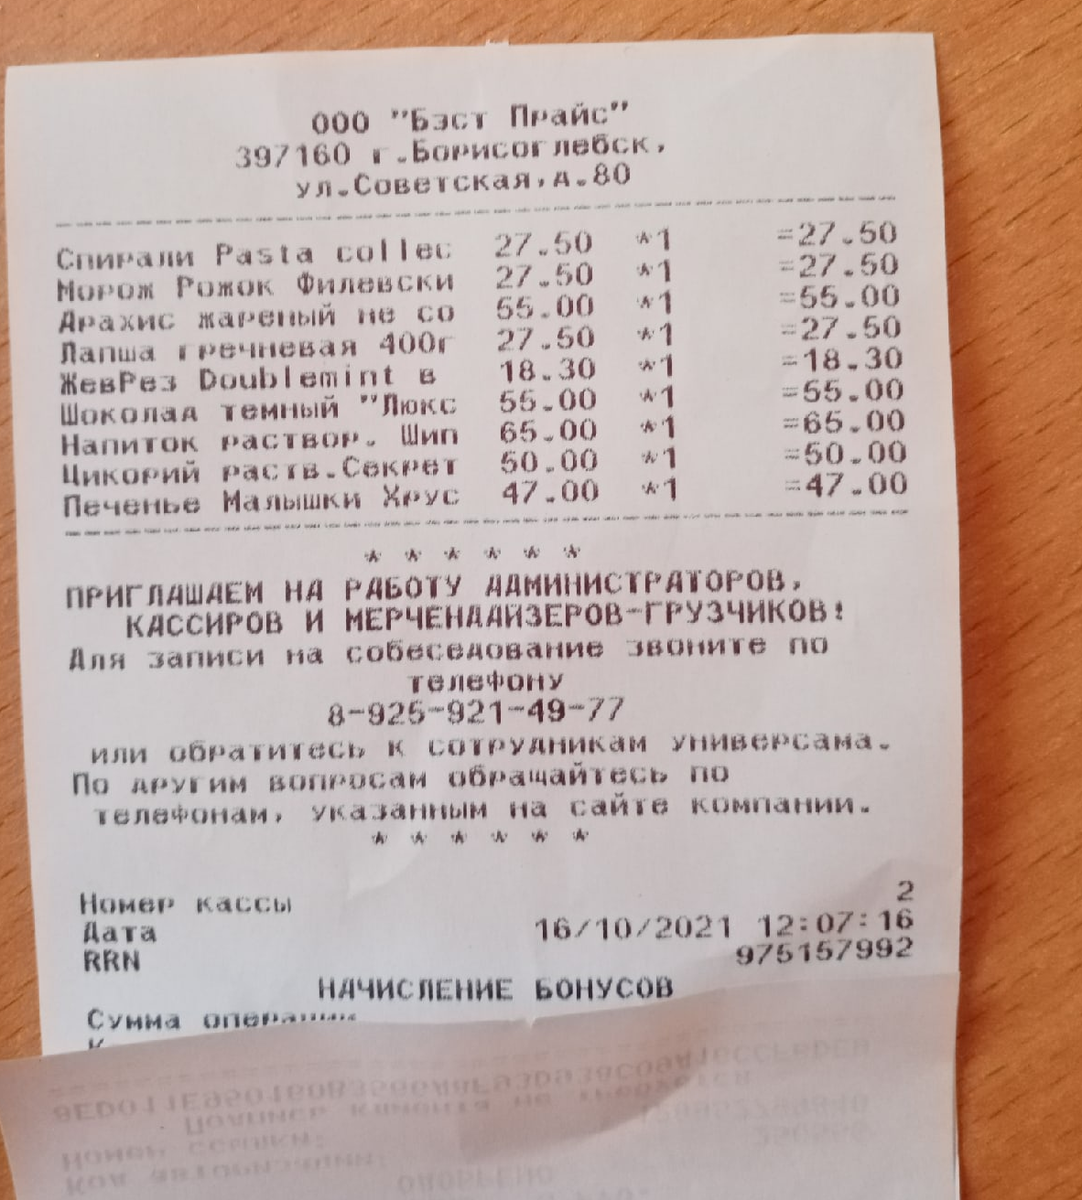 ООО "Бэст Прайс"
397160 г.Борисоглебск,
ул.Советская,д.80
Спирали Pasta collec 27.50 *1 =27.50
Морож Рожок Филевски 27.50 *1 =27.50
Арахис жареный не со 55.00 *1 =55.00
Лапша гречневая 400г 27.50 *1 =27.50
ЖевРез Doublemint в 18.30 *1 =18.30
Шоколад темный "Люкс 55.00 *1 =55.00
Напиток раствор. Шип 65.00 *1 =65.00
Цикорий раств.Секрет 50.00 *1 =50.00
Печенье Малышки Хрус 47.00 *1 =47.00
* * * * * *
ПРИГЛАШАЕМ НА РАБОТУ АДМИНИСТРАТОРОВ,
КАССИРОВ И МЕРЧЕНДАЙЗЕРОВ-ГРУЗЧИКОВ!
Для записи на собеседование звоните по
телефону
8-925-921-49-77
или обратитесь к сотрудникам универсама.
По другим вопросам обращайтесь по
телефонам, указанным на сайте компании.
* * * * * *
Номер кассы 2
Дата 16/10/2021 12:07:16
RRN 975157992
НАЧИСЛЕНИЕ БОНУСОВ
Сумма операции